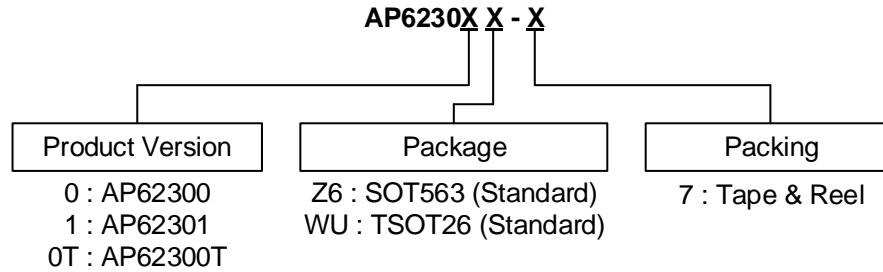 AP6230X X - X
Product Version
0 : AP62300
1 : AP62301
0T : AP62300T
Package
Z6 : SOT563 (Standard)
WU : TSOT26 (Standard)
Packing
7 : Tape & Reel